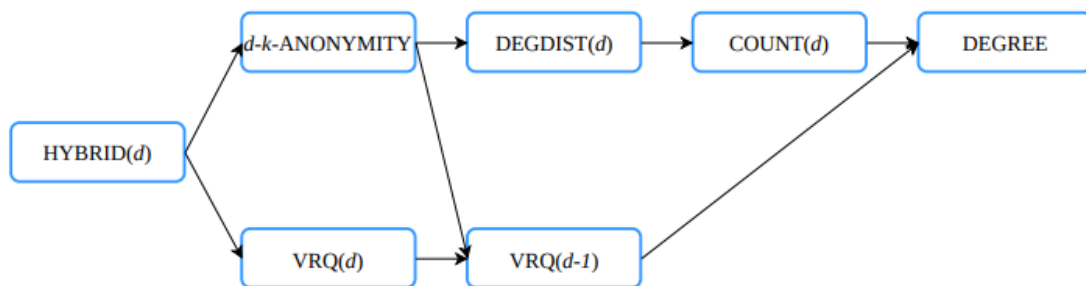 d-k-ANONYMITY
DEGDIST(d)
COUNT(d)
DEGREE
HYBRID(d)
VRQ(d)
VRQ(d-1)